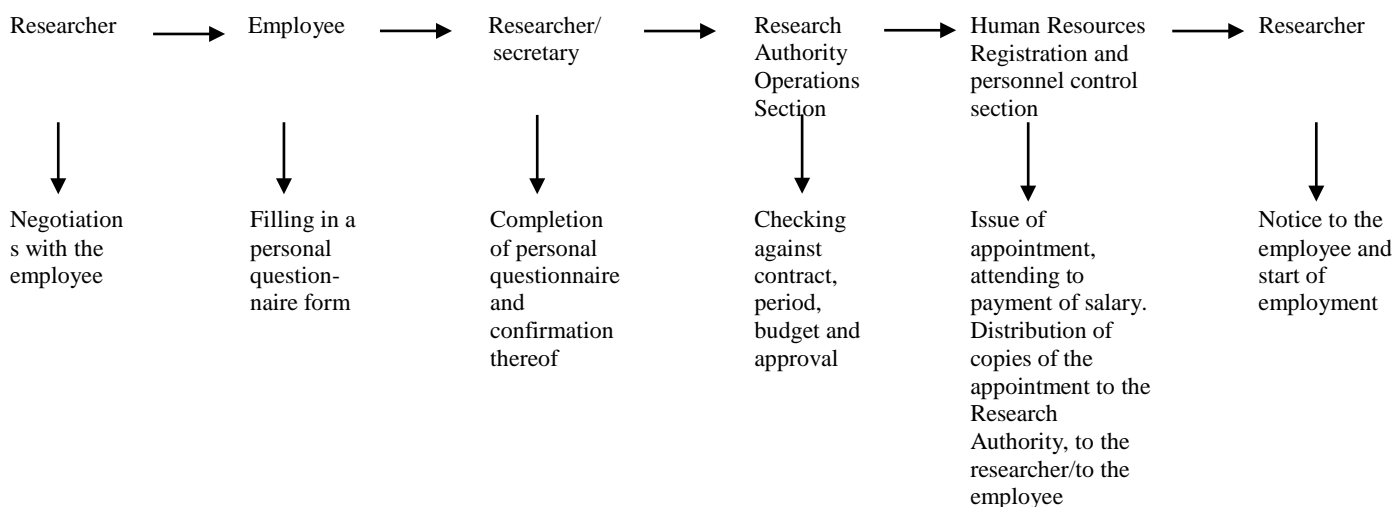 Researcher
Employee
Researcher/
secretary
Research
Authority
Operations
Section
Human Resources
Registration and
personnel control
section
Researcher
Negotiation
s with the
employee
Filling in a
personal
question-
naire form
Completion
of personal
questionnaire
and
confirmation
thereof
Checking
against
contract,
period,
budget and
approval
Issue of
appointment,
attending to
payment of salary.
Distribution of
copies of the
appointment to the
Research
Authority, to the
researcher/to the
employee
Notice to the
employee and
start of
employment